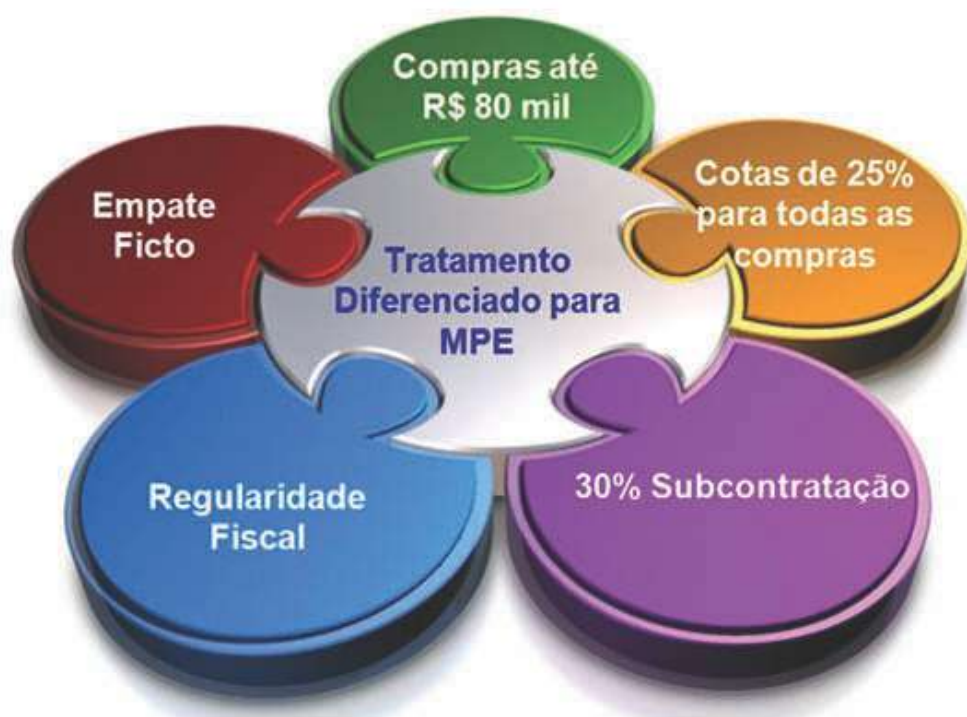 Compras até
R$ 80 mil
Empate
Ficto
Cotas de 25%
para todas as
compras
Tratamento
Diferenciado para
MPE
Regularidade
Fiscal
30% Subcontratação